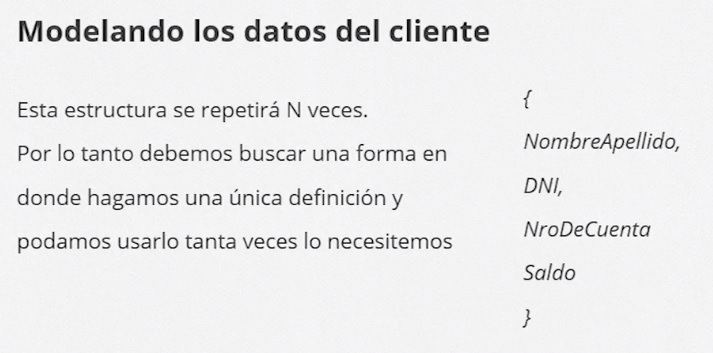 Modelando los datos del cliente
Esta estructura se repetirá N veces.
Por lo tanto debemos buscar una forma en
donde hagamos una única definición y
podamos usarlo tanta veces lo necesitemos
{
NombreApellido,
DNI,
NroDeCuenta
Saldo
}